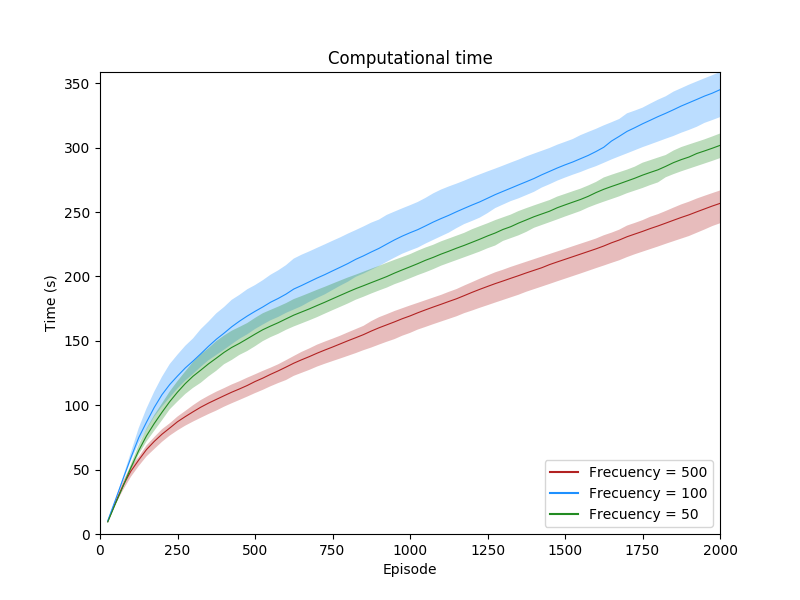 Computational time
Time (s)
350
300
250
200
150
100
50
0
0 250 500 750 1000 1250 1500 1750 2000
Episode
Frecuency = 500
Frecuency = 100
Frecuency = 50